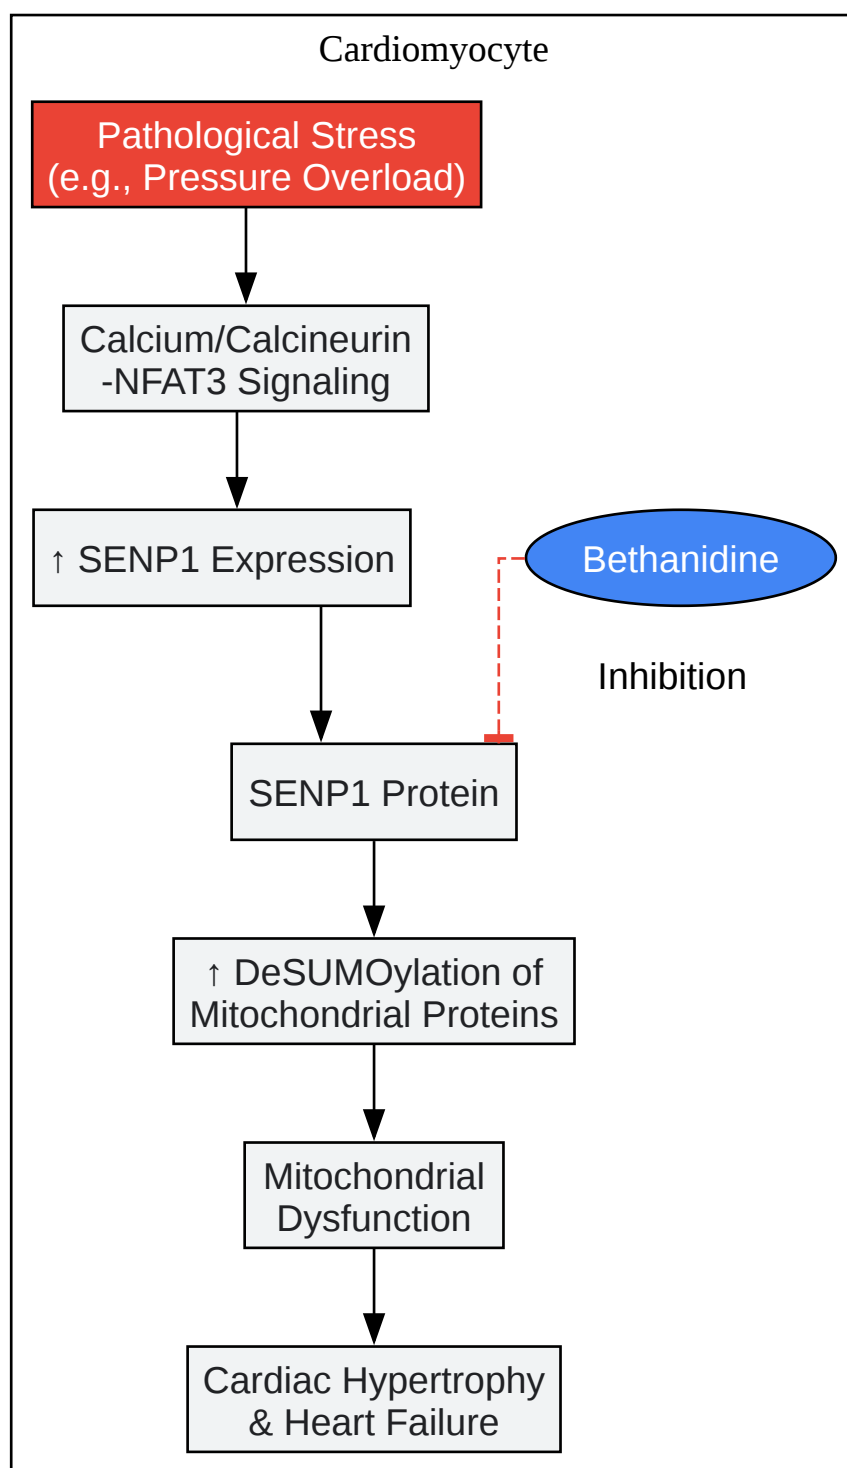 Cardiomyocyte
Pathological Stress
(e.g., Pressure Overload)
Calcium/Calcineurin
-NFAT3 Signaling
↑ SENP1 Expression
Bethanidine
Inhibition
SENP1 Protein
↑ DeSUMOylation of
Mitochondrial Proteins
Mitochondrial
Dysfunction
Cardiac Hypertrophy
& Heart Failure